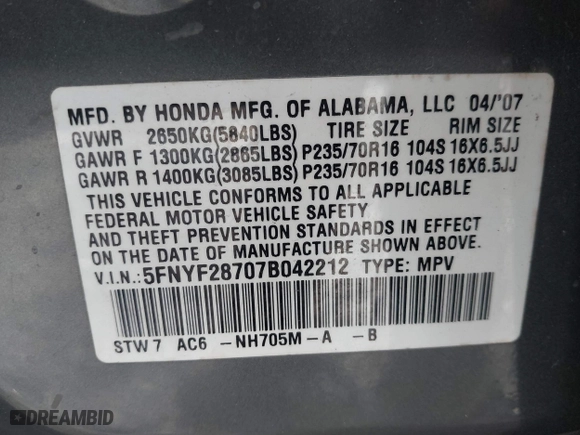 MFD. BY HONDA MFG. OF ALABAMA, LLC 04/'07
GVWR 2650KG(5840LBS) TIRE SIZE RIM SIZE
GAWR F 1300KG(2865LBS) P235/70R16 104S 16X6.5JJ
GAWR R 1400KG(3085LBS) P235/70R16 104S 16X6.5JJ
THIS VEHICLE CONFORMS TO ALL APPLICABLE
FEDERAL MOTOR VEHICLE SAFETY
AND THEFT PREVENTION STANDARDS IN EFFECT
ON THE DATE OF MANUFACTURE SHOWN ABOVE.
V.I.N.: 5FNYF28707B042212 TYPE: MPV
STW7 AC6 -NH705M-A -B
DREAMBID